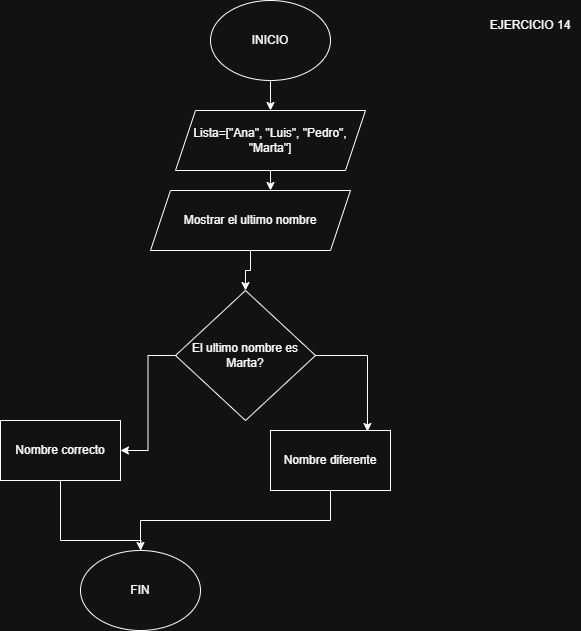 INICIO
EJERCICIO 14
Lista=["Ana", "Luis", "Pedro",
"Marta"]
Mostrar el ultimo nombre
El ultimo nombre es
Marta?
Nombre correcto
Nombre diferente
FIN